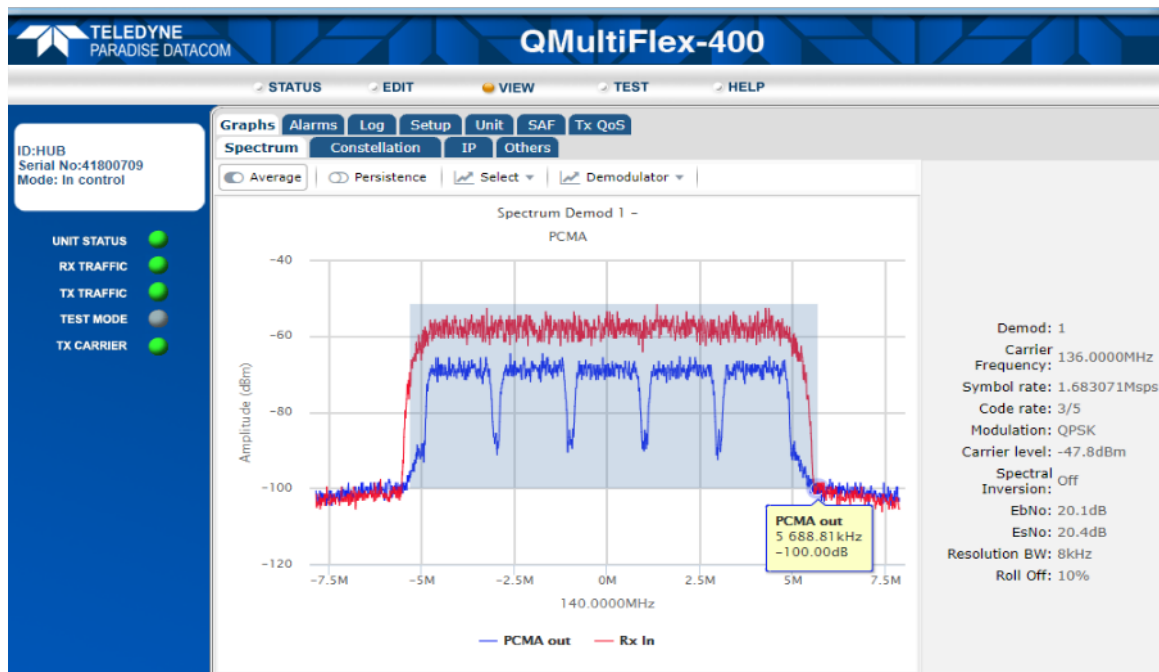 TELEDYNE
PARADISE DATACOM
QMultiFlex-400
STATUS EDIT VIEW TEST HELP
ID:HUB
Serial No:41800709
Mode: In control
UNIT STATUS
RX TRAFFIC
TX TRAFFIC
TEST MODE
TX CARRIER
Graphs Alarms Log Setup Unit SAF Tx QoS
Spectrum Constellation IP Others
Average Persistence Select Demodulator
Spectrum Demod 1 -
PCMA
Amplitude (dBm)
-40
-60
-80
-100
-120
-7.5M -5M -2.5M 0M 2.5M 5M 7.5M
140.0000MHz
PCMA out
5 688.81kHz
-100.00dB
PCMA out Rx In
Demod: 1
Carrier Frequency: 136.0000MHz
Symbol rate: 1.683071Msps
Code rate: 3/5
Modulation: QPSK
Carrier level: -47.8dBm
Spectral Inversion: Off
EbNo: 20.1dB
EsNo: 20.4dB
Resolution BW: 8kHz
Roll Off: 10%